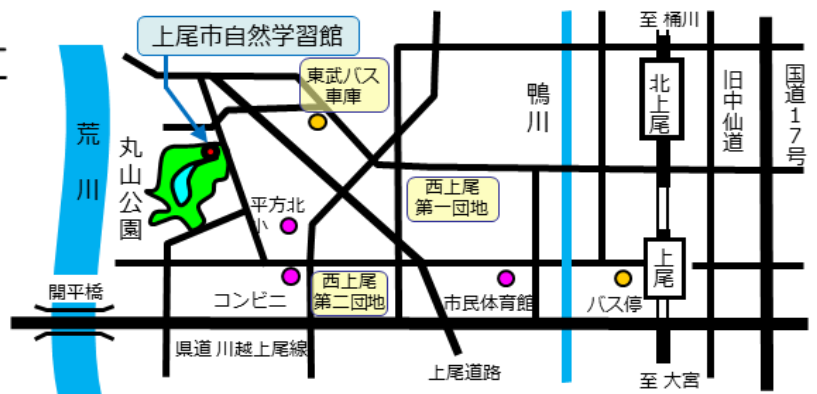 上尾市自然学習館
至 桶川
東武バス
車庫
北上尾
旧中仙道
国道17号
鴨川
荒川
丸山公園
平方北
小
西上尾
第一団地
上尾
開平橋
コンビニ
西上尾
第二団地
市民体育館
バス停
県道 川越上尾線
上尾道路
至 大宮